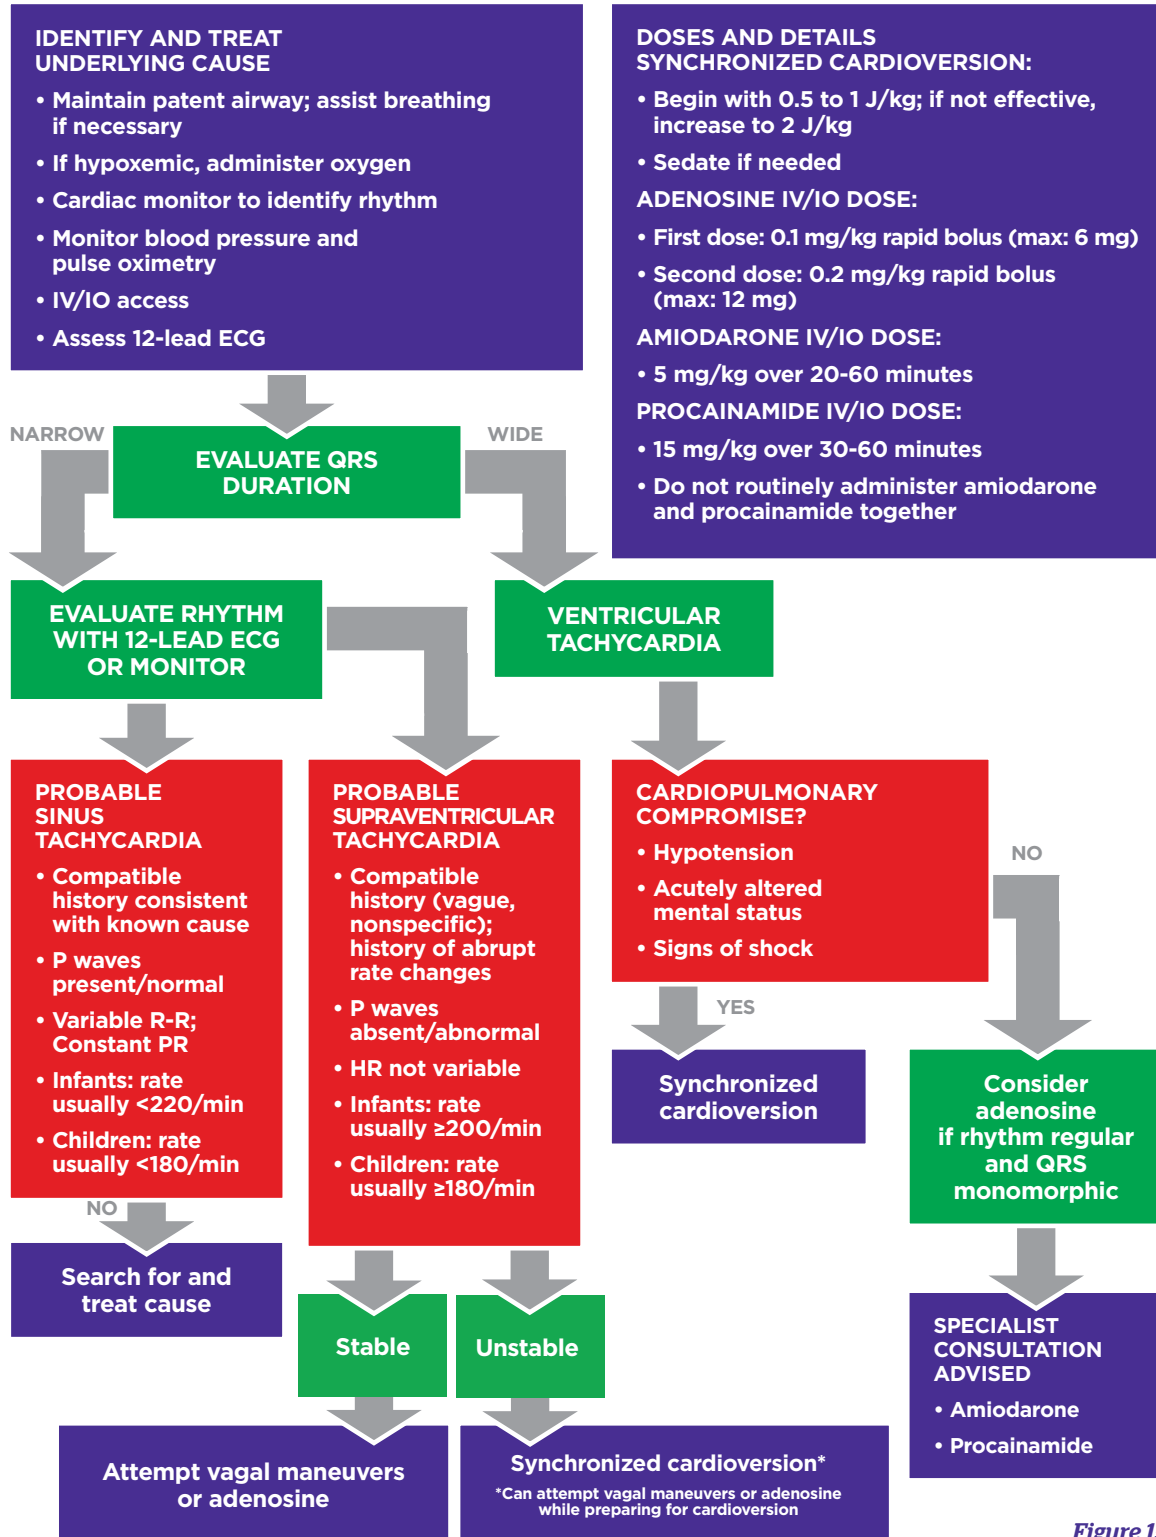 IDENTIFY AND TREAT
UNDERLYING CAUSE
• Maintain patent airway; assist breathing
if necessary
• If hypoxemic, administer oxygen
• Cardiac monitor to identify rhythm
• Monitor blood pressure and
pulse oximetry
• IV/IO access
• Assess 12-lead ECG
DOSES AND DETAILS
SYNCHRONIZED CARDIOVERSION:
• Begin with 0.5 to 1 J/kg; if not effective,
increase to 2 J/kg
• Sedate if needed
ADENOSINE IV/IO DOSE:
• First dose: 0.1 mg/kg rapid bolus (max: 6 mg)
• Second dose: 0.2 mg/kg rapid bolus
(max: 12 mg)
AMIODARONE IV/IO DOSE:
• 5 mg/kg over 20-60 minutes
PROCAINAMIDE IV/IO DOSE:
• 15 mg/kg over 30-60 minutes
• Do not routinely administer amiodarone
and procainamide together
NARROW
EVALUATE QRS
DURATION
WIDE
EVALUATE RHYTHM
WITH 12-LEAD ECG
OR MONITOR
VENTRICULAR
TACHYCARDIA
PROBABLE
SINUS
TACHYCARDIA
• Compatible
history consistent
with known cause
• P waves
present/normal
• Variable R-R;
Constant PR
• Infants: rate
usually <220/min
• Children: rate
usually <180/min
PROBABLE
SUPRAVENTRICULAR
TACHYCARDIA
• Compatible
history (vague,
nonspecific);
history of abrupt
rate changes
• P waves
absent/abnormal
• HR not variable
• Infants: rate
usually ≥200/min
• Children: rate
usually ≥180/min
CARDIOPULMONARY
COMPROMISE?
• Hypotension
• Acutely altered
mental status
• Signs of shock
NO
YES
Synchronized
cardioversion
Consider
adenosine
if rhythm regular
and QRS
monomorphic
NO
Search for and
treat cause
Stable
Unstable
SPECIALIST
CONSULTATION
ADVISED
• Amiodarone
• Procainamide
Attempt vagal maneuvers
or adenosine
Synchronized cardioversion*
*Can attempt vagal maneuvers or adenosine
while preparing for cardioversion